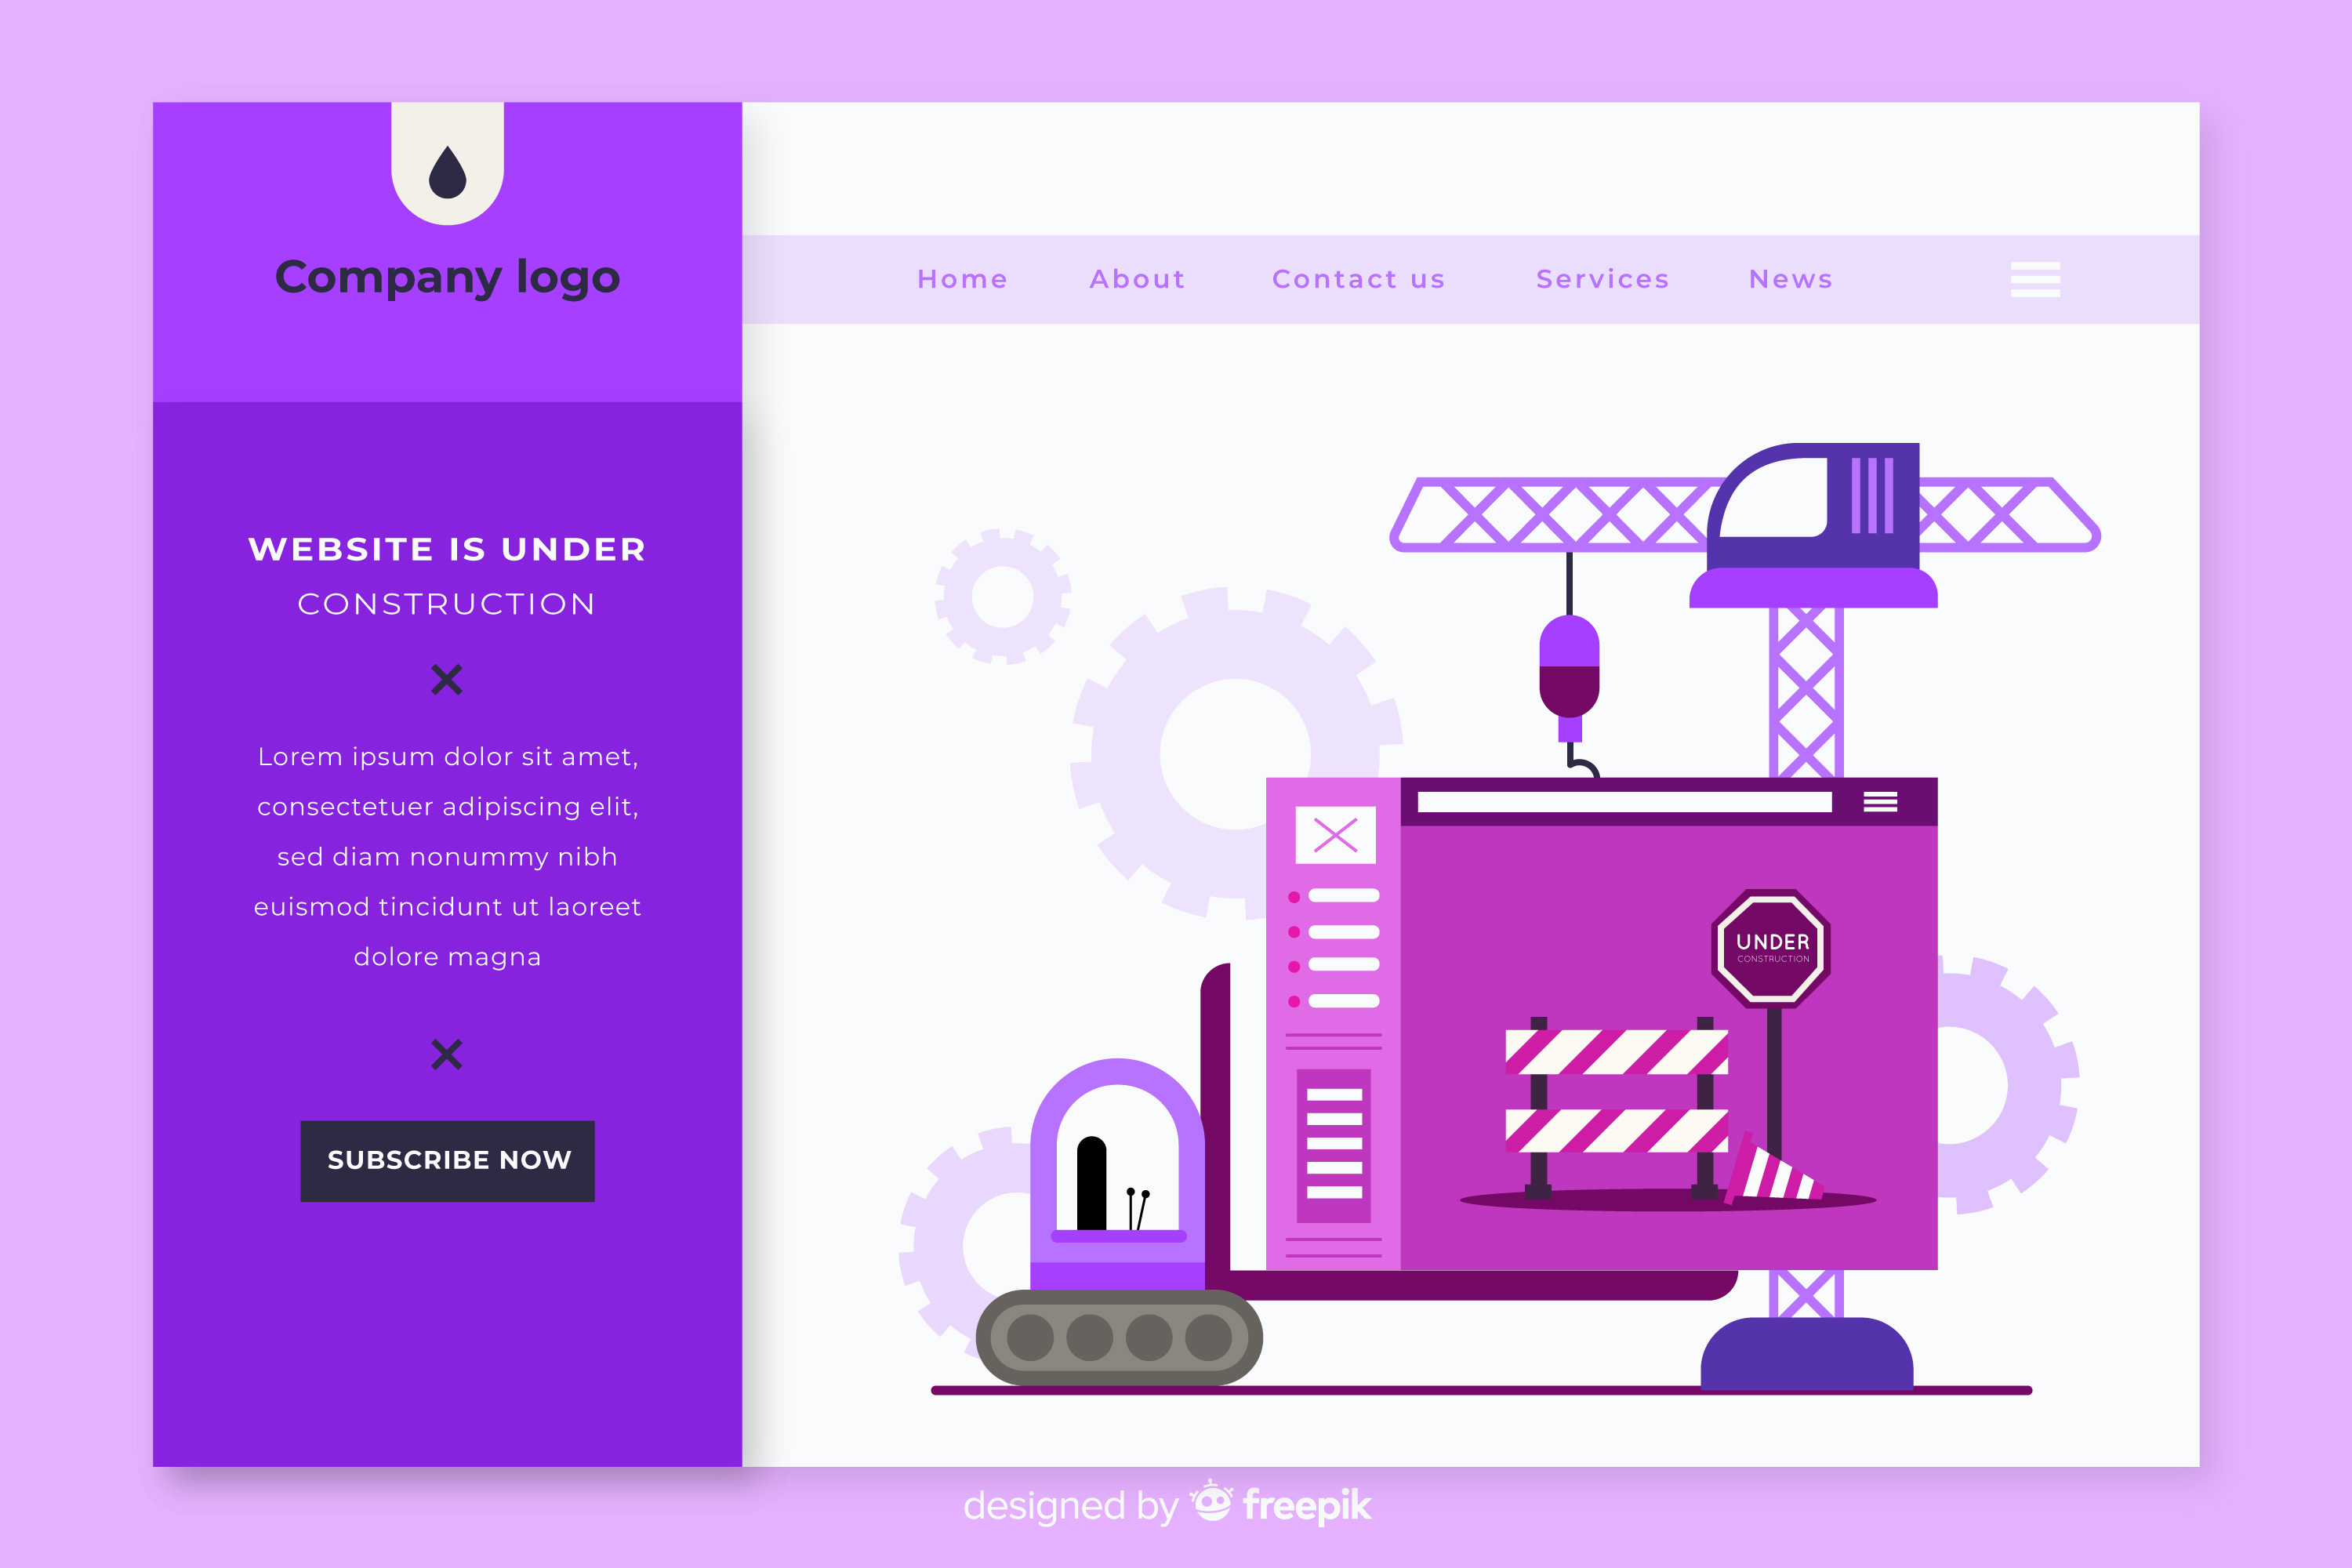 Company logo
Home About Contact us Services News
WEBSITE IS UNDER
CONSTRUCTION
Lorem ipsum dolor sit amet,
consectetuer adipiscing elit,
sed diam nonummy nibh
euismod tincidunt ut laoreet
dolore magna
SUBSCRIBE NOW
UNDER
CONSTRUCTION
designed by freepik